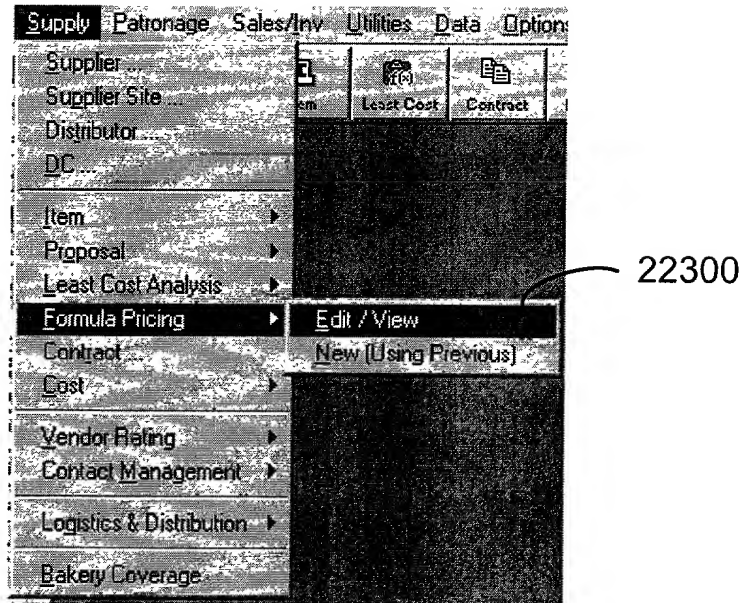 Supply Patronage Sales/Inv Utilities Data Options
Supplier ...
Supplier Site ...
Distributor ...
DC ...
Least Cost Contract
Item
Proposal
Least Cost Analysis
Formula Pricing
Contract ...
Cost
Vendor Rating
Contact Management
Logistics & Distribution
Bakery Coverage
Edit / View
New (Using Previous)
22300